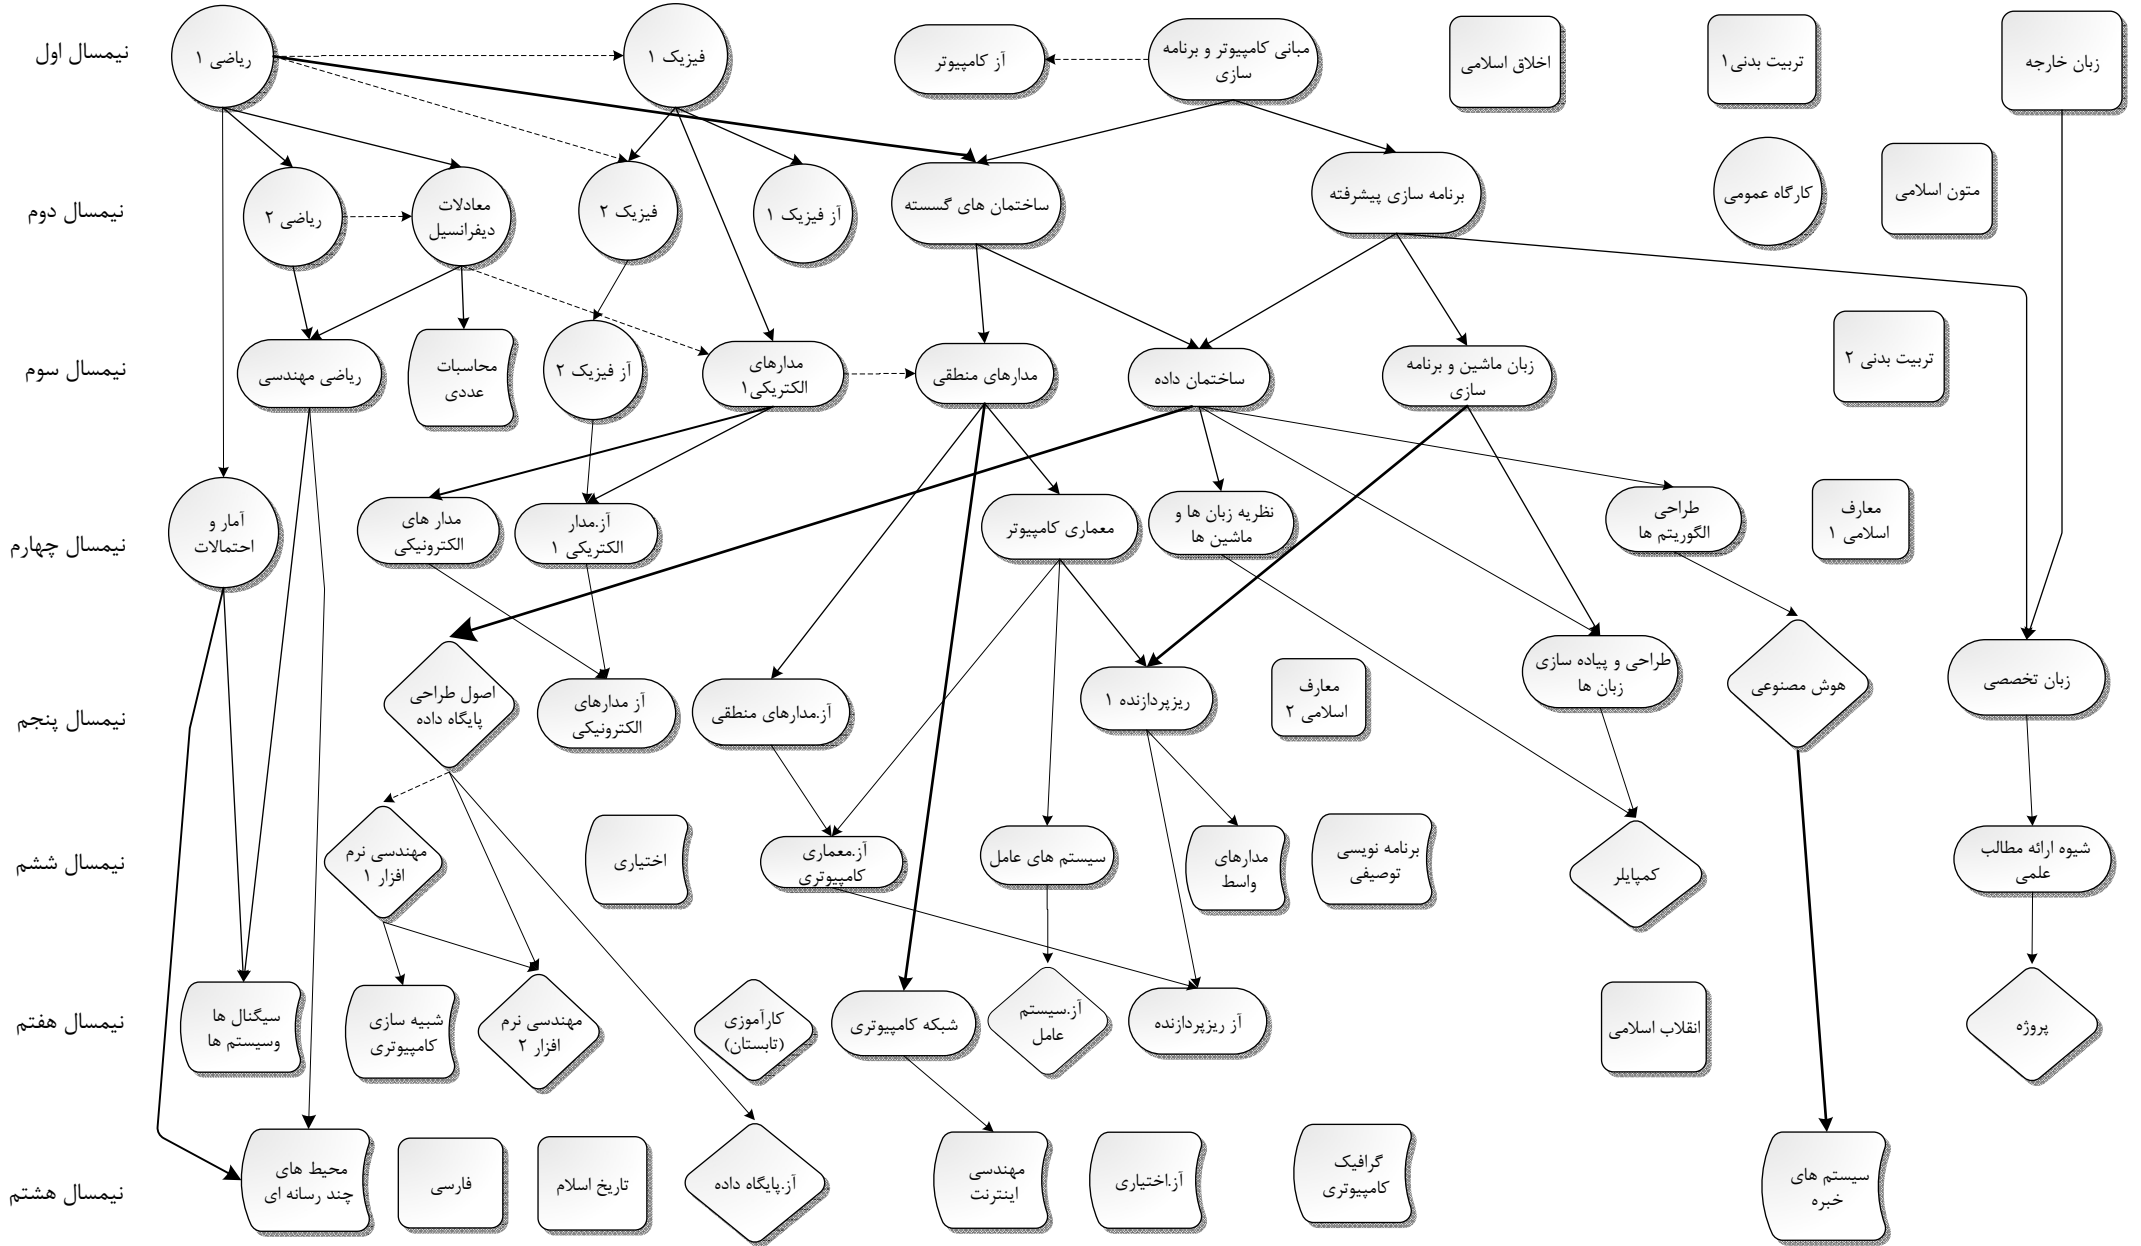 نیمسال اول
زبان خارجه
تربیت بدنی۱
اخلاق اسلامی
مبانی کامپیوتر و برنامه
سازی
آز کامپیوتر
فیزیک ۱
ریاضی ۱
نیمسال دوم
متون اسلامی
کارگاه عمومی
برنامه سازی پیشرفته
ساختمان های گسسته
آز فیزیک ۱
فیزیک ۲
معادلات
دیفرانسیل
ریاضی ۲
نیمسال سوم
تربیت بدنی ۲
زبان ماشین و برنامه
سازی
ساختمان داده
مدارهای منطقی
مدارهای
الکتریکی۱
آز فیزیک ۲
محاسبات
عددی
ریاضی مهندسی
نیمسال چهارم
معارف
اسلامی ۱
طراحی
الگوریتم ها
نظریه زبان ها و
ماشین ها
معماری کامپیوتر
آز.مدار
الکتریکی ۱
مدار های
الکترونیکی
آمار و
احتمالات
نیمسال پنجم
زبان تخصصی
هوش مصنوعی
طراحی و پیاده سازی
زبان ها
معارف
اسلامی ۲
ریزپردازنده ۱
آز.مدارهای منطقی
آز مدارهای
الکترونیکی
اصول طراحی
پایگاه داده
نیمسال ششم
شیوه ارائه مطالب
علمی
کمپایلر
برنامه نویسی
توصیفی
مدارهای
واسط
سیستم های عامل
آز.معماری
کامپیوتری
اختیاری
مهندسی نرم
افزار ۱
نیمسال هفتم
پروژه
انقلاب اسلامی
آز ریزپردازنده
آز.سیستم
عامل
شبکه کامپیوتری
کارآموزی
(تابستان)
مهندسی نرم
افزار ۲
شبیه سازی
کامپیوتری
سیگنال ها
وسیستم ها
نیمسال هشتم
سیستم های
خبره
گرافیک
کامپیوتری
آز.اختیاری
مهندسی
اینترنت
آز.پایگاه داده
تاریخ اسلام
فارسی
محیط های
چند رسانه ای